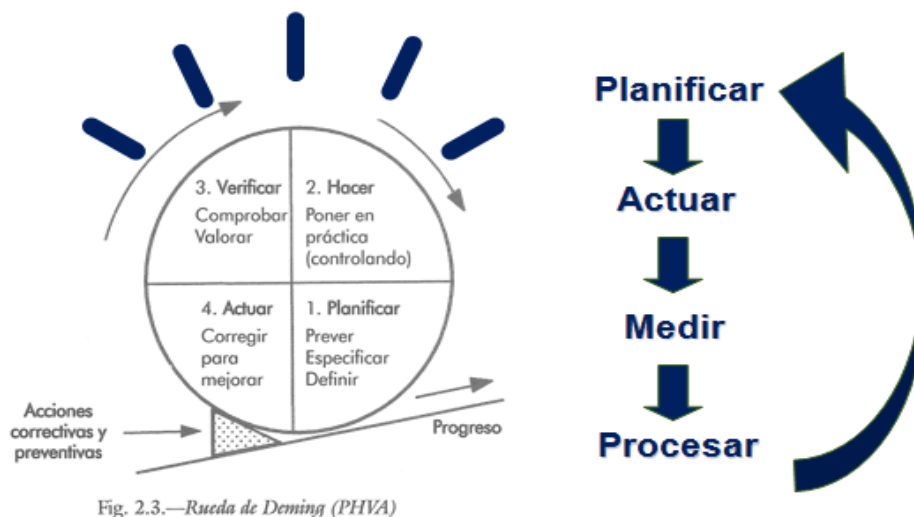 3. Verificar
Comprobar
Valorar
2. Hacer
Poner en
práctica
(controlando)
4. Actuar
Corregir
para
mejorar
1. Planificar
Prever
Especificar
Definir
Acciones
correctivas y
preventivas
Progreso
Fig. 2.3.—Rueda de Deming (PHVA)
Planificar
Actuar
Medir
Procesar